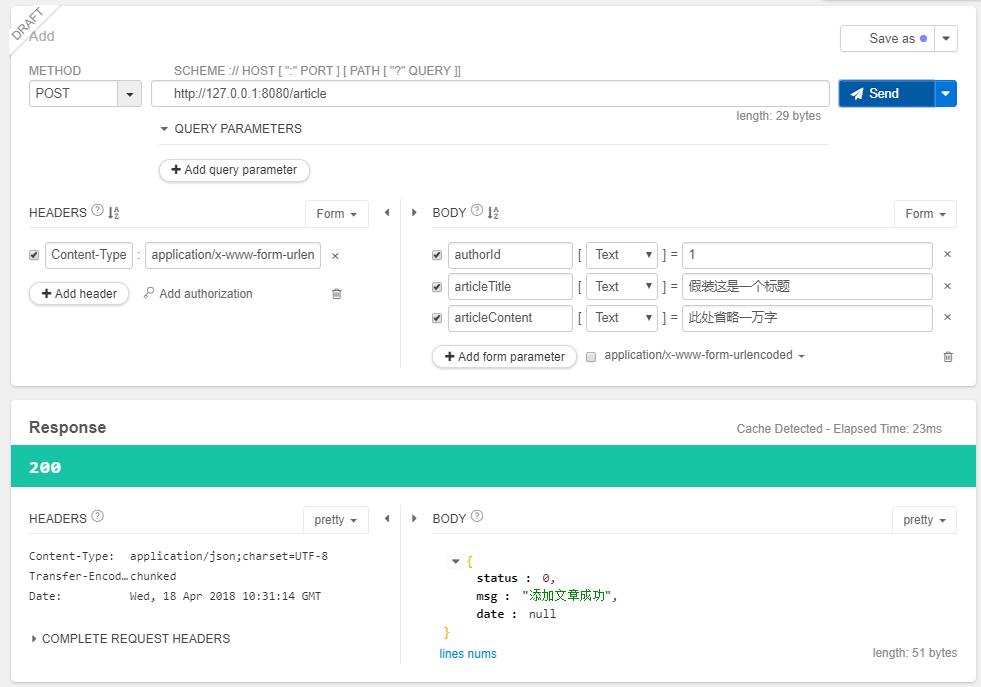 DRAFT
Add
Save as
METHOD
SCHEME :// HOST [ ":" PORT ] [ PATH [ "?" QUERY ]]
POST
http://127.0.0.1:8080/article
Send
length: 29 bytes
QUERY PARAMETERS
+ Add query parameter
HEADERS ? Form
BODY ? Form
Content-Type : application/x-www-form-urlen ×
+ Add header
Add authorization
authorId [ Text ] = 1 ×
articleTitle [ Text ] = 假装这是一个标题 ×
articleContent [ Text ] = 此处省略一万字 ×
+ Add form parameter
application/x-www-form-urlencoded
Response
Cache Detected - Elapsed Time: 23ms
200
HEADERS ? pretty
BODY ? pretty
Content-Type: application/json;charset=UTF-8
Transfer-Encod… chunked
Date: Wed, 18 Apr 2018 10:31:14 GMT
COMPLETE REQUEST HEADERS
{
status : 0,
msg : "添加文章成功",
date : null
}
lines nums
length: 51 bytes